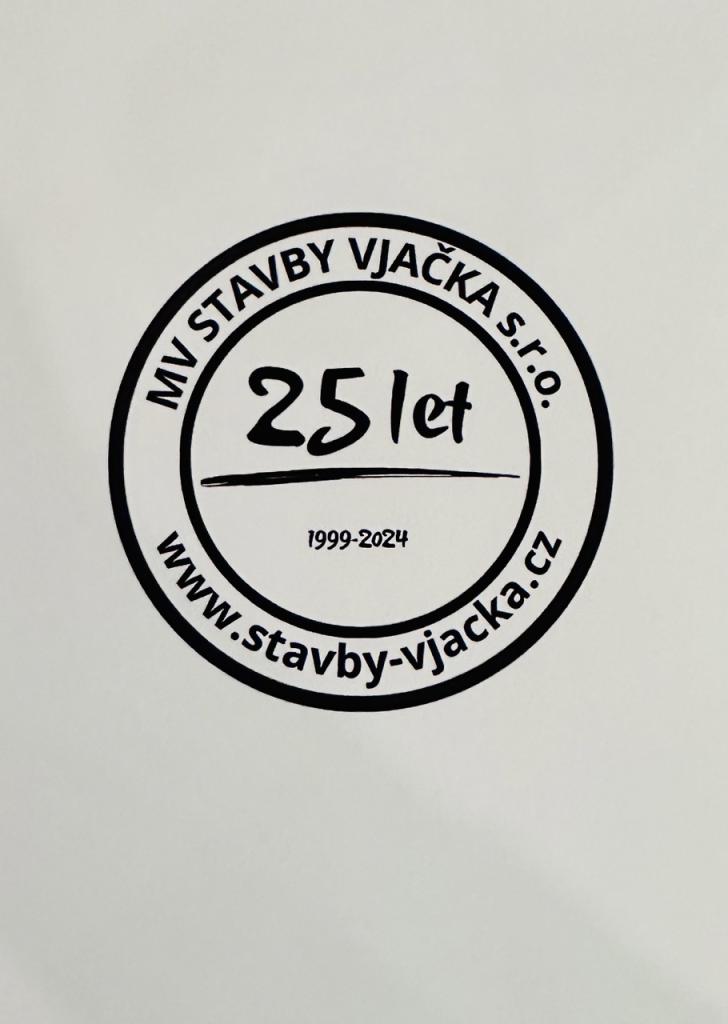 MV STAVBY VJAČKA s.r.o.
25 let
1999-2024
www.stavby-vjacka.cz